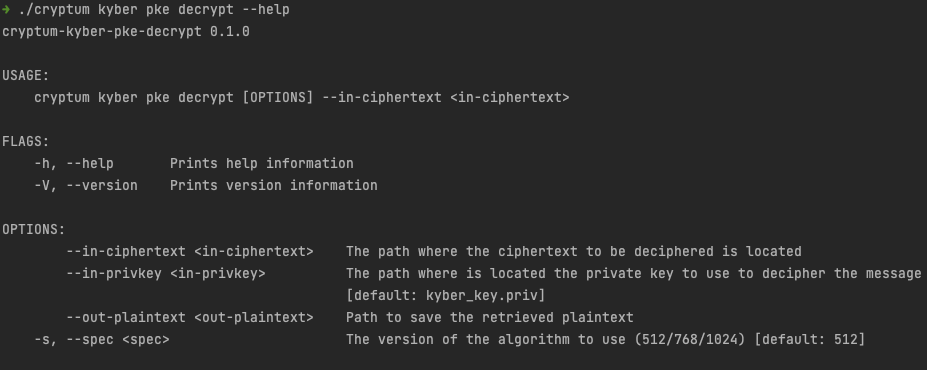 → ./cryptum kyber pke decrypt --help
cryptum-kyber-pke-decrypt 0.1.0

USAGE:
    cryptum kyber pke decrypt [OPTIONS] --in-ciphertext <in-ciphertext>

FLAGS:
    -h, --help       Prints help information
    -V, --version    Prints version information

OPTIONS:
        --in-ciphertext <in-ciphertext>    The path where the ciphertext to be deciphered is located
        --in-privkey <in-privkey>          The path where is located the private key to use to decipher the message
                                           [default: kyber_key.priv]
        --out-plaintext <out-plaintext>    Path to save the retrieved plaintext
    -s, --spec <spec>                      The version of the algorithm to use (512/768/1024) [default: 512]